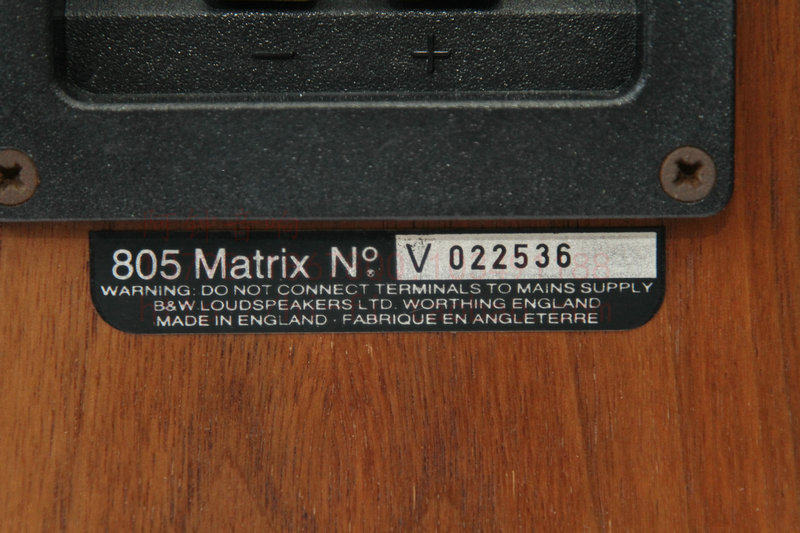 − +
805 Matrix Nº. V 022536
WARNING: DO NOT CONNECT TERMINALS TO MAINS SUPPLY
B&W LOUDSPEAKERS LTD. WORTHING ENGLAND
MADE IN ENGLAND · FABRIQUE EN ANGLETERRE